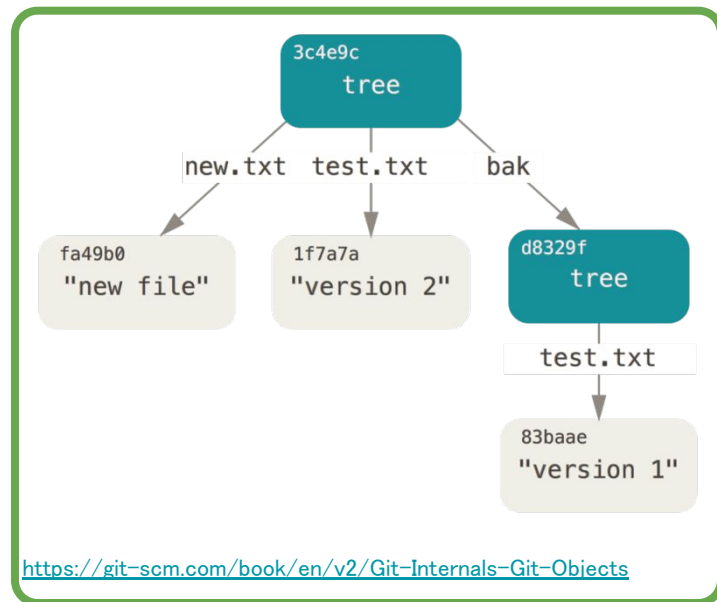 3c4e9c
tree
new.txt test.txt bak
fa49b0
"new file"
1f7a7a
"version 2"
d8329f
tree
test.txt
83baae
"version 1"
https://git-scm.com/book/en/v2/Git-Internals-Git-Objects